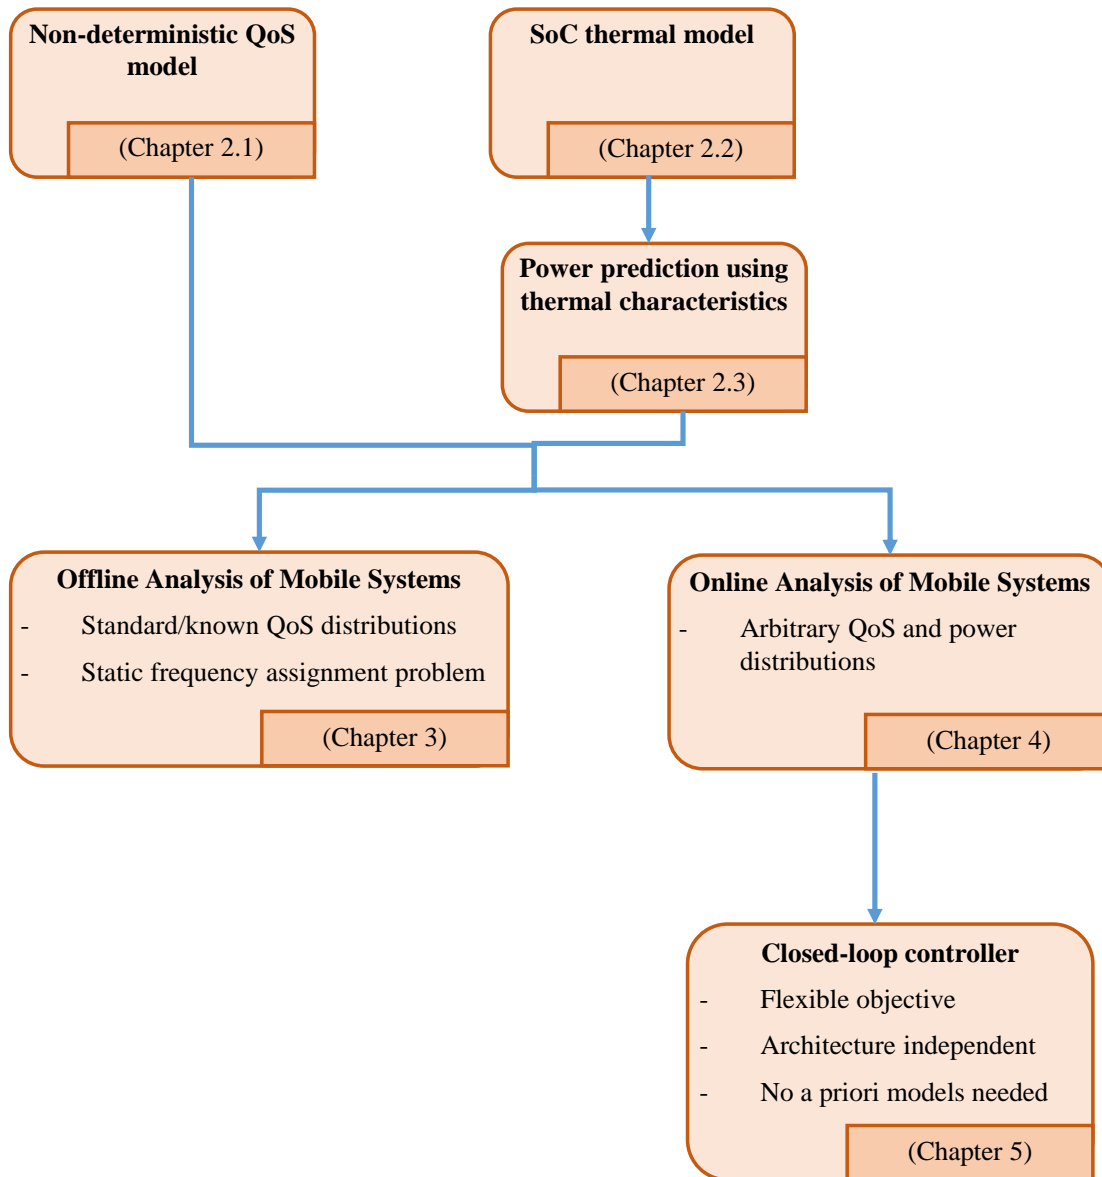 Non-deterministic QoS
model
(Chapter 2.1)
SoC thermal model
(Chapter 2.2)
Power prediction using
thermal characteristics
(Chapter 2.3)
Offline Analysis of Mobile Systems
- Standard/known QoS distributions
- Static frequency assignment problem
(Chapter 3)
Online Analysis of Mobile Systems
- Arbitrary QoS and power
distributions
(Chapter 4)
Closed-loop controller
- Flexible objective
- Architecture independent
- No a priori models needed
(Chapter 5)